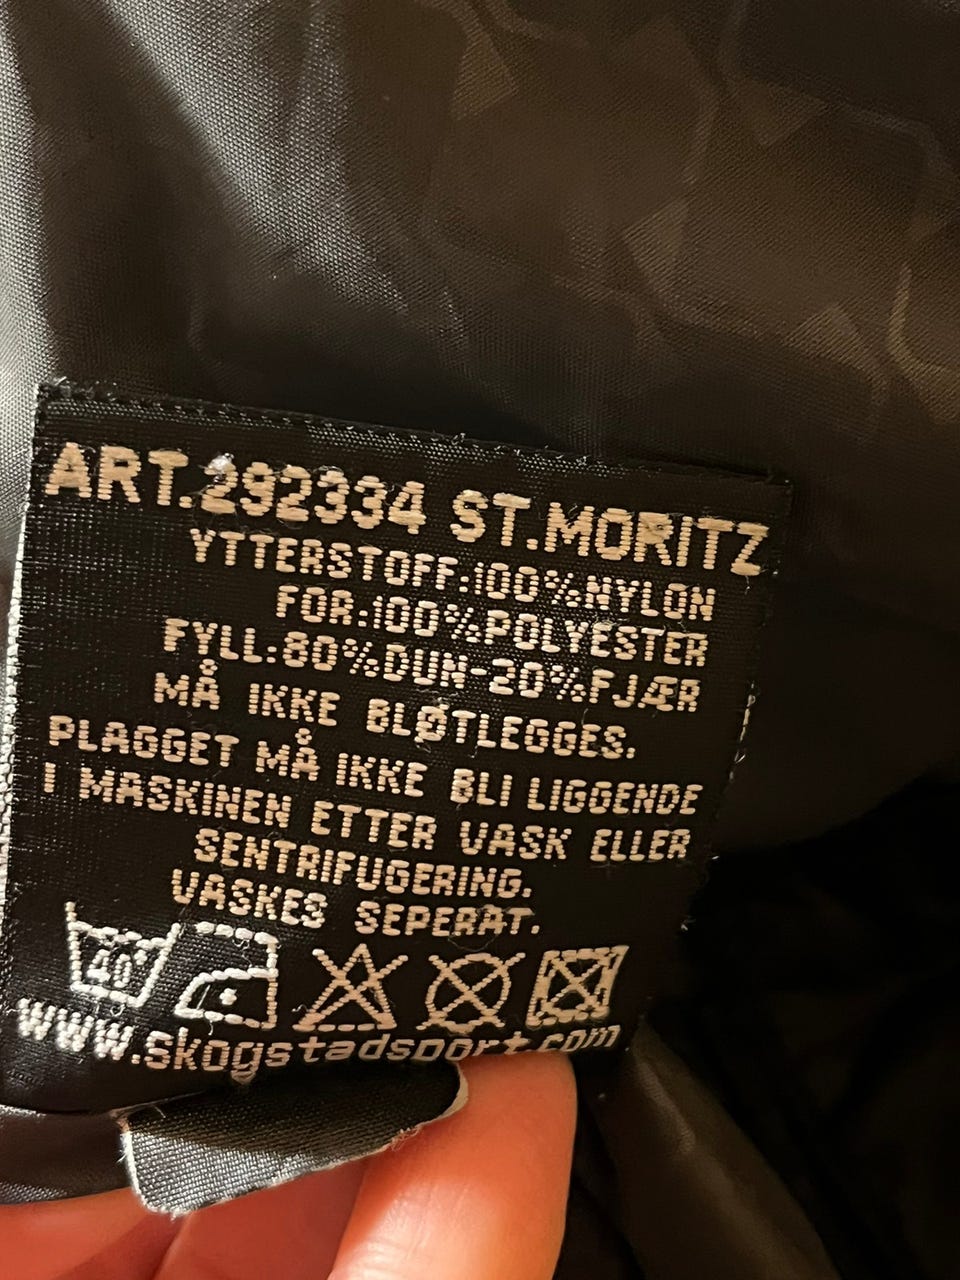 ART.292334 ST.MORITZ
YTTERSTOFF:100%NYLON
FOR:100%POLYESTER
FYLL:80%DUN-20%FJÆR
MÅ IKKE BLØTLEGGES.
PLAGGET MÅ IKKE BLI LIGGENDE
I MASKINEN ETTER VASK ELLER
SENTRIFUGERING.
VASKES SEPERAT.
40°
www.skogstadsport.com